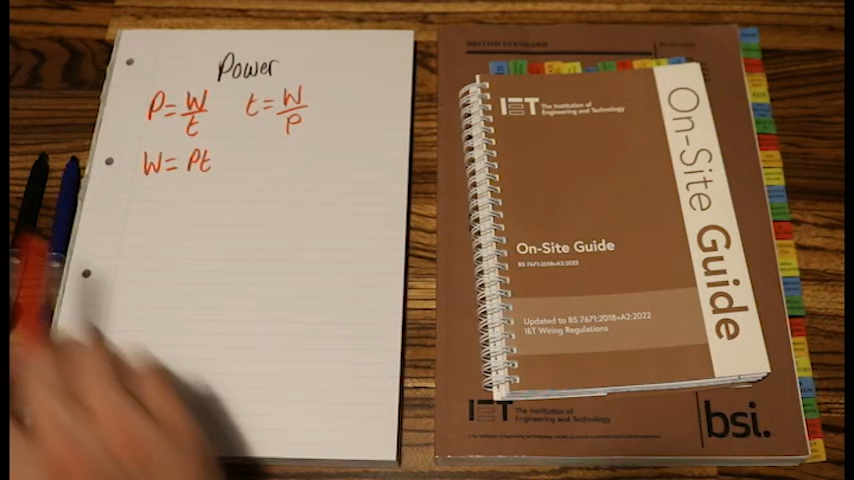 Power
P = W/t t = W/P
W = Pt
BRITISH STANDARD
IET The Institution of
Engineering and Technology
On-Site Guide
On-Site Guide
BS 7671:2018+A2:2022
Updated to BS 7671:2018+A2:2022
IET Wiring Regulations
IET The Institution of
Engineering and Technology
bsi.